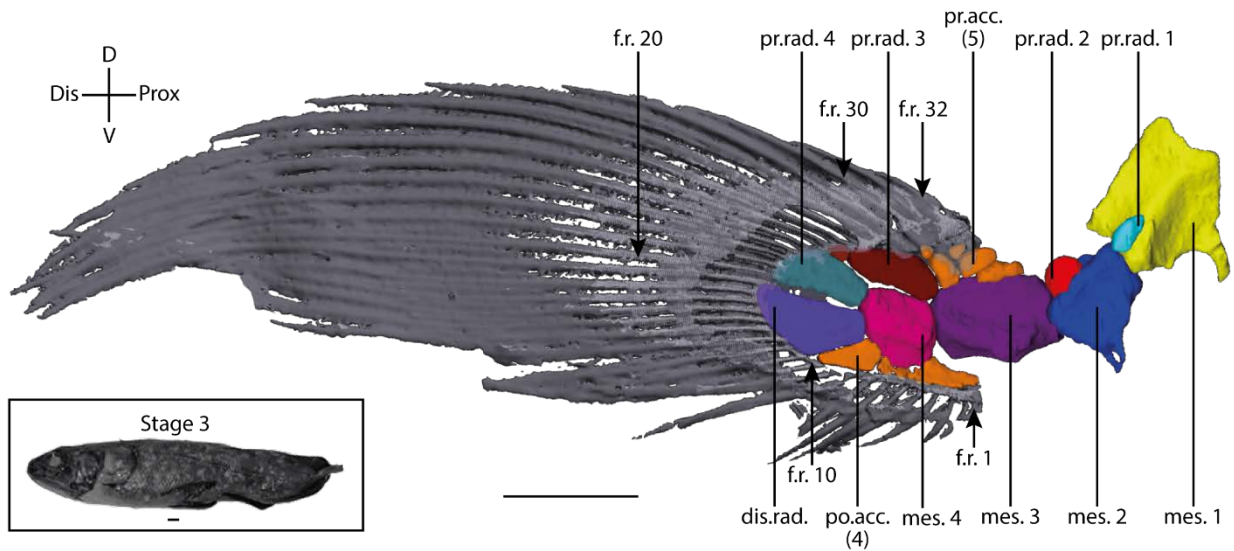 pr.acc.
(5)
f.r. 20
pr.rad. 4
pr.rad. 3
pr.rad. 2
pr.rad. 1
D
Dis
Prox
V
f.r. 30
f.r. 32
Stage 3
f.r. 10
f.r. 1
dis.rad.
po.acc.
(4)
mes. 4
mes. 3
mes. 2
mes. 1